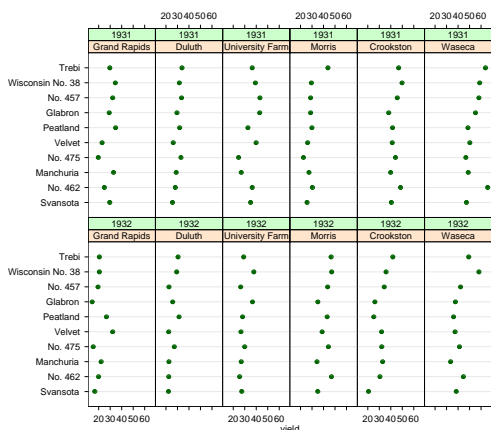 2030405060 2030405060 2030405060
1931 1931 1931 1931 1931 1931
Grand Rapids Duluth University Farm Morris Crookston Waseca
Trebi
Wisconsin No. 38
No. 457
Glabron
Peatland
Velvet
No. 475
Manchuria
No. 462
Svansota
1932 1932 1932 1932 1932 1932
Grand Rapids Duluth University Farm Morris Crookston Waseca
Trebi
Wisconsin No. 38
No. 457
Glabron
Peatland
Velvet
No. 475
Manchuria
No. 462
Svansota
2030405060 2030405060 2030405060
yield